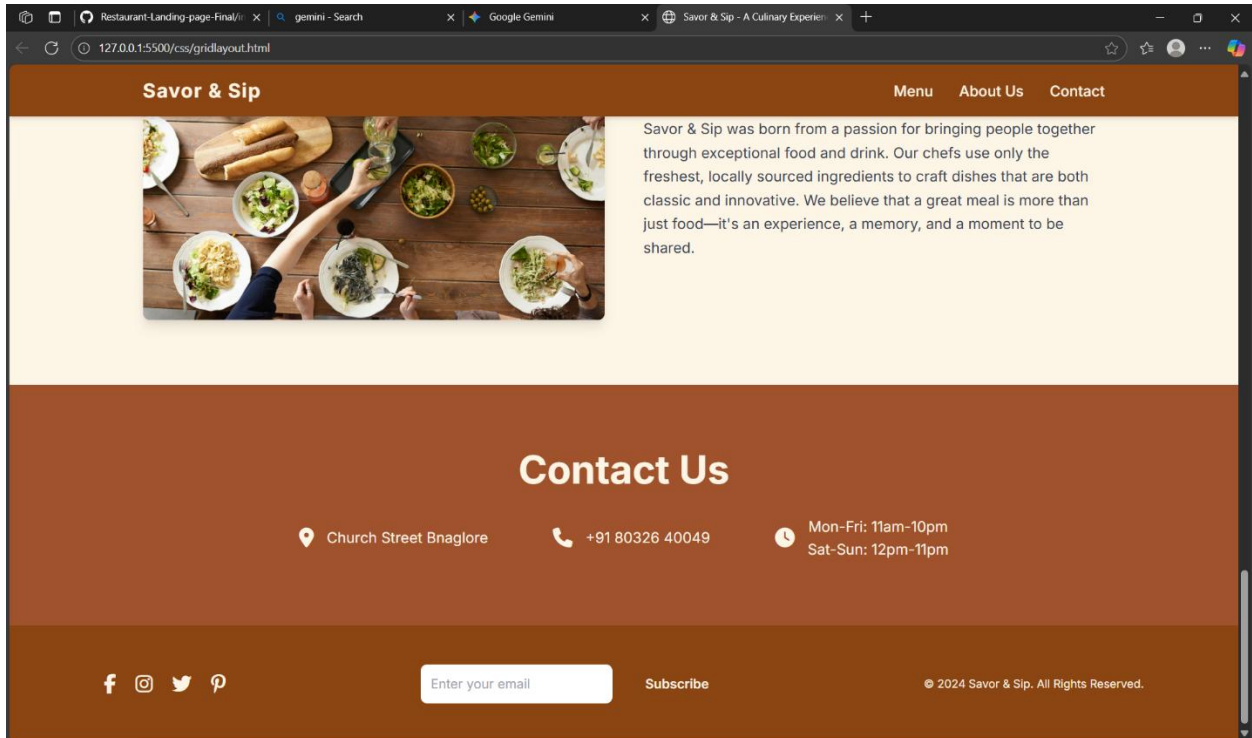 Restaurant-Landing-page-Final/in
gemini - Search
Google Gemini
Savor & Sip - A Culinary Experien
127.0.0.1:5500/css/gridlayout.html
Savor & Sip
Menu About Us Contact
Savor & Sip was born from a passion for bringing people together
through exceptional food and drink. Our chefs use only the
freshest, locally sourced ingredients to craft dishes that are both
classic and innovative. We believe that a great meal is more than
just food—it's an experience, a memory, and a moment to be
shared.
Contact Us
Church Street Bnaglore
+91 80326 40049
Mon-Fri: 11am-10pm
Sat-Sun: 12pm-11pm
Enter your email
Subscribe
© 2024 Savor & Sip. All Rights Reserved.